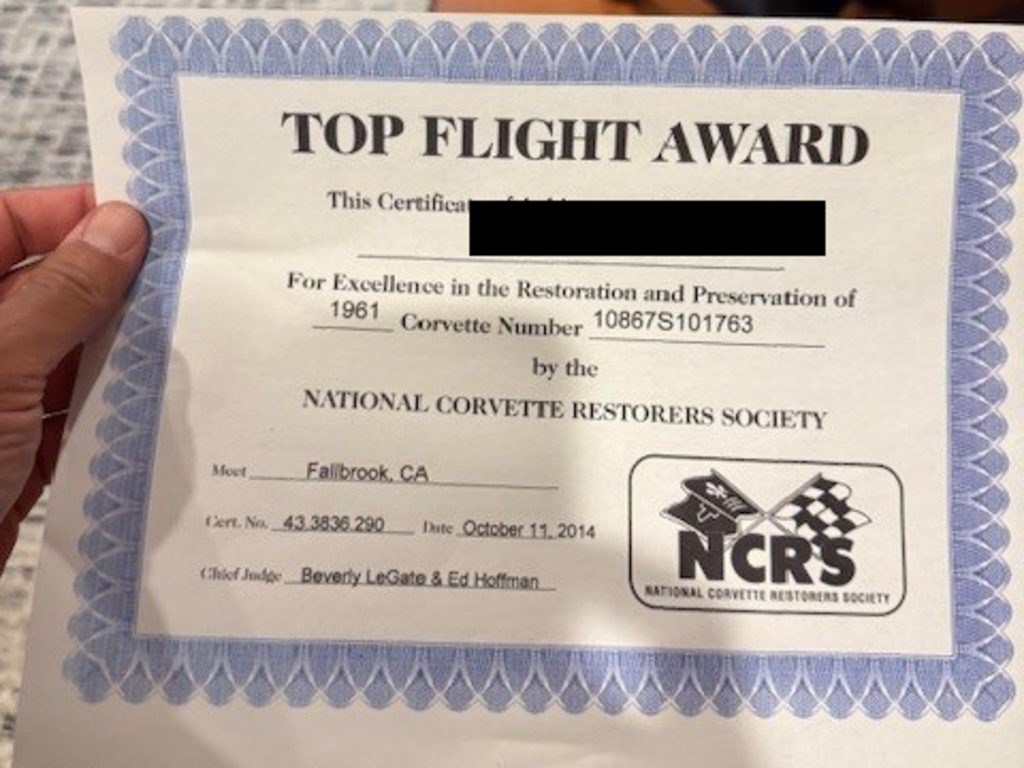 TOP FLIGHT AWARD
This Certificat
For Excellence in the Restoration and Preservation of
1961 Corvette Number 10867S101763
by the
NATIONAL CORVETTE RESTORERS SOCIETY
Meet Fallbrook, CA
Cert. No. 43.3836.290 Date October 11, 2014
Chief Judge Beverly LeGate & Ed Hoffman
NCRS
NATIONAL CORVETTE RESTORERS SOCIETY